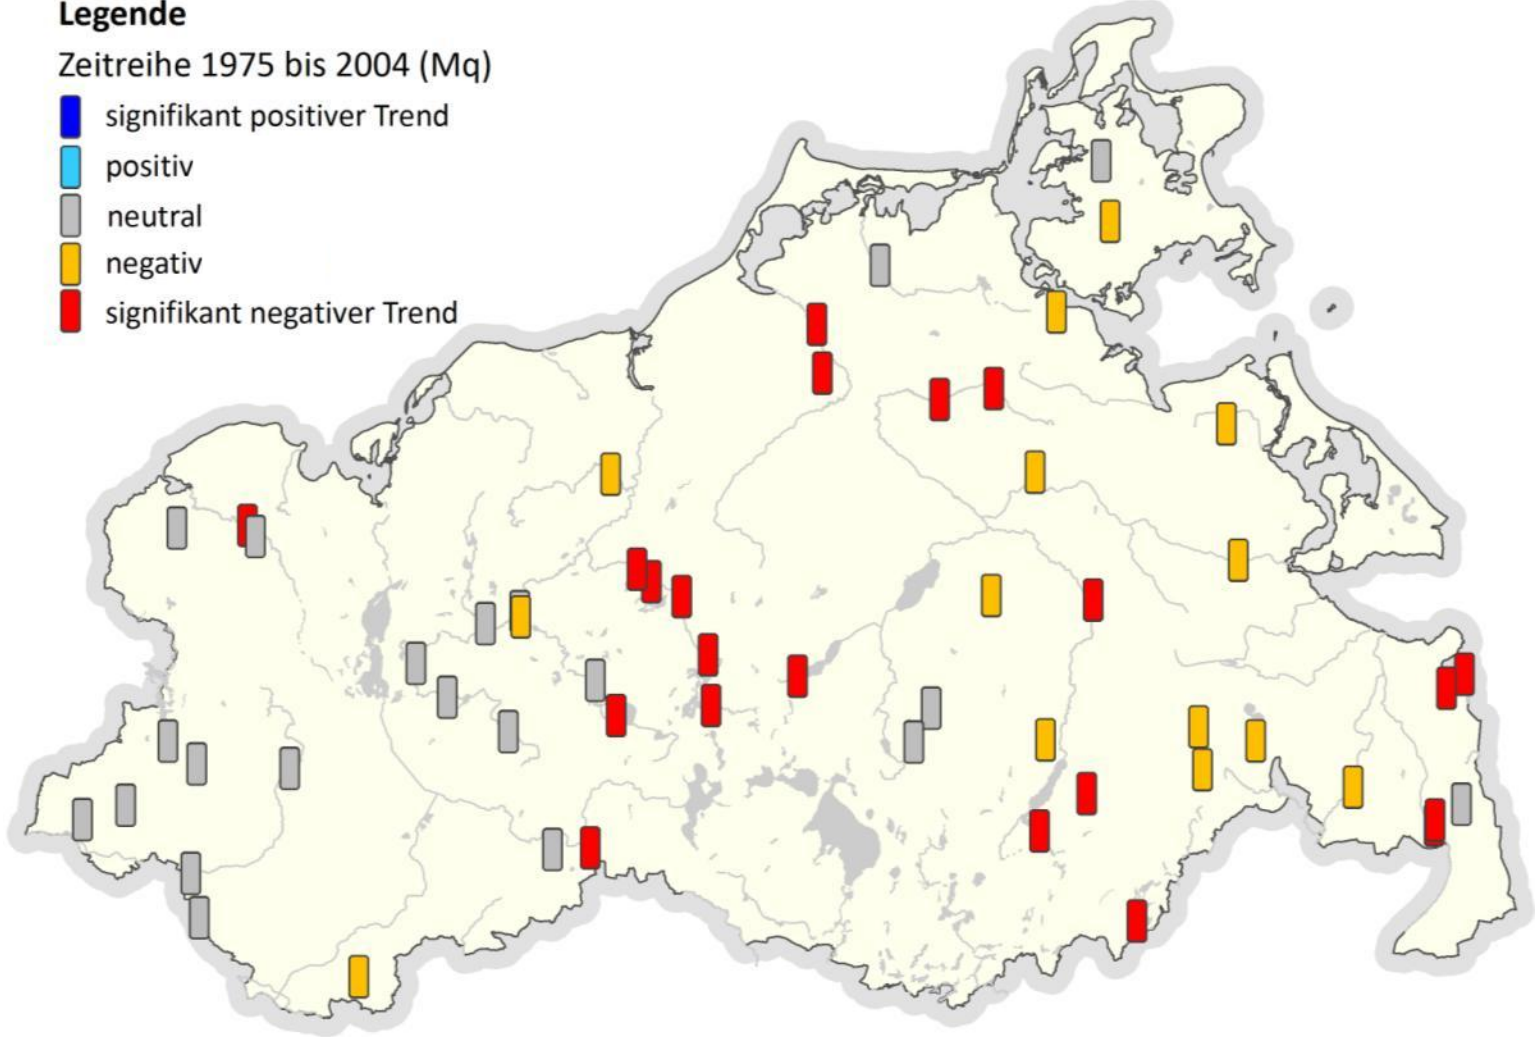 Legende
Zeitreihe 1975 bis 2004 (Mq)
signifikant positiver Trend
positiv
neutral
negativ
signifikant negativer Trend